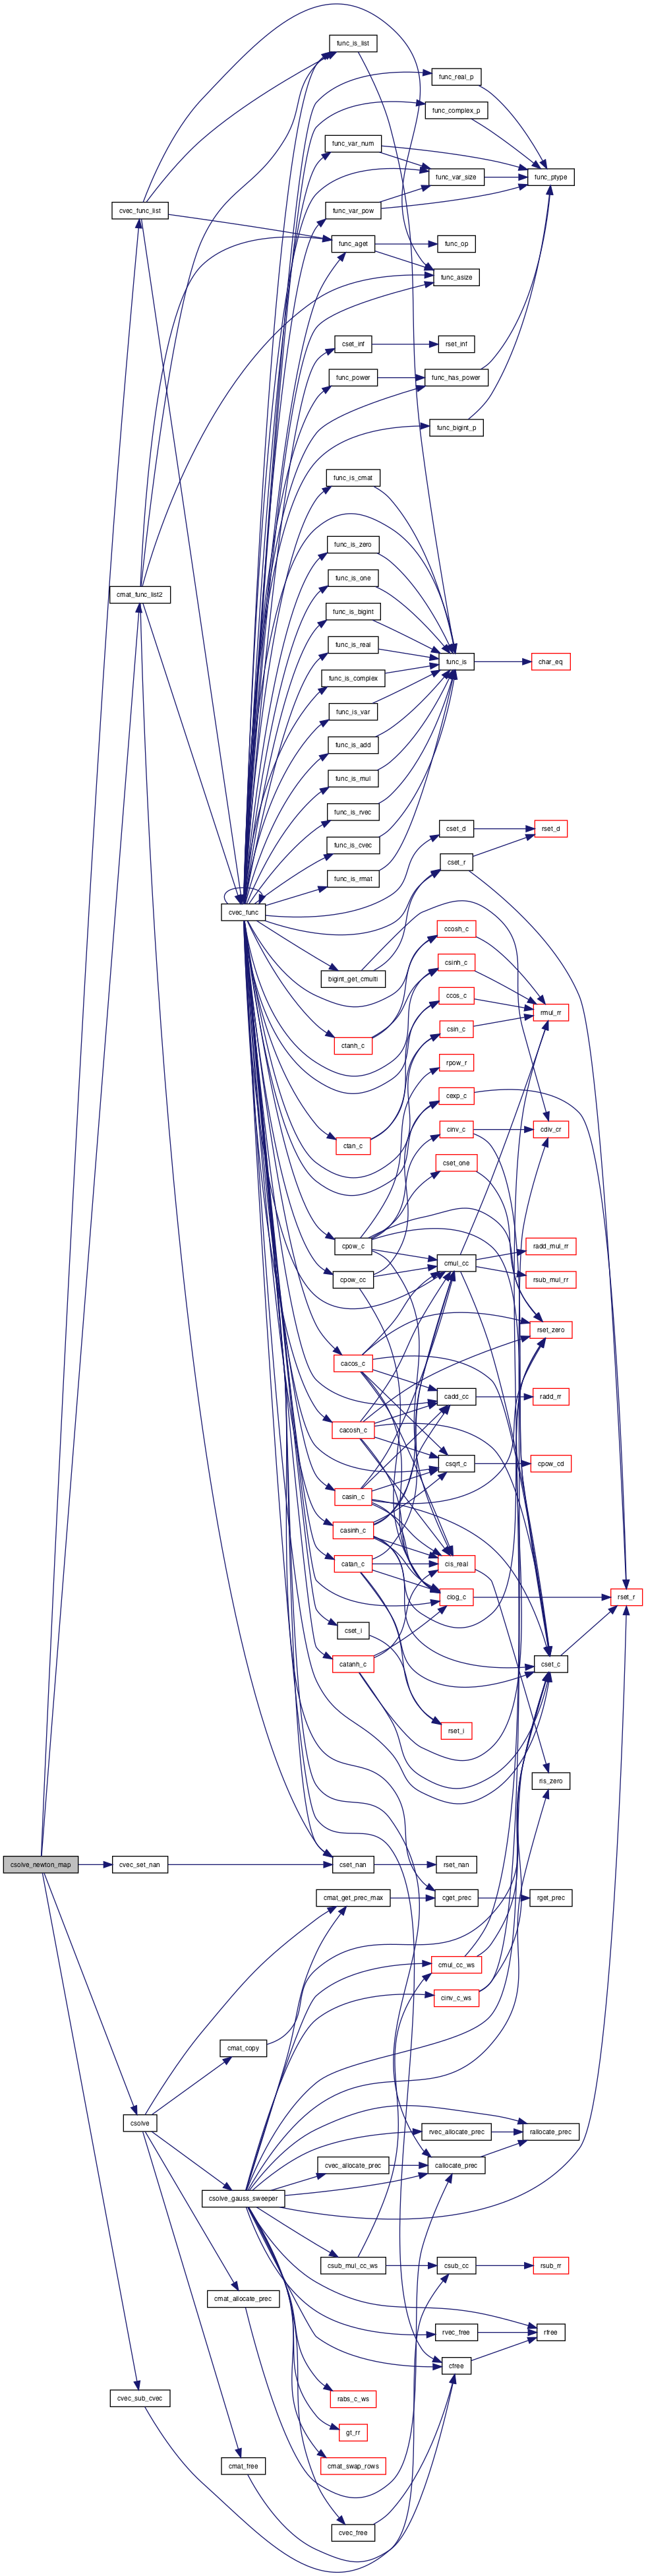 func_is_list
func_real_p
func_complex_p
func_var_num
func_var_size
func_ptype
cvec_func_list
func_var_pow
func_aget
func_op
func_asize
cset_inf
rset_inf
func_power
func_has_power
func_bigint_p
func_is_cmat
func_is_zero
func_is_one
cmat_func_list2
func_is_bigint
func_is_real
func_is
char_eq
func_is_complex
func_is_var
func_is_add
func_is_mul
func_is_rvec
cset_d
rset_d
func_is_cvec
cset_r
func_is_rmat
cvec_func
ccosh_c
bigint_get_cmulti
csinh_c
ccos_c
rmul_rr
csin_c
ctanh_c
rpow_r
cexp_c
cinv_c
cdiv_cr
ctan_c
cset_one
cpow_c
radd_mul_rr
cmul_cc
cpow_cc
rsub_mul_rr
rset_zero
cacos_c
cadd_cc
radd_rr
cacosh_c
csqrt_c
cpow_cd
casin_c
casinh_c
catan_c
cis_real
clog_c
rset_r
cset_i
catanh_c
cset_c
rset_i
ris_zero
csolve_newton_map
cvec_set_nan
cset_nan
rset_nan
cmat_get_prec_max
cget_prec
rget_prec
cmul_cc_ws
cinv_c_ws
cmat_copy
csolve
rvec_allocate_prec
rallocate_prec
cvec_allocate_prec
callocate_prec
csolve_gauss_sweeper
csub_mul_cc_ws
csub_cc
rsub_rr
cmat_allocate_prec
rvec_free
rfree
cfree
cvec_sub_cvec
rabs_c_ws
gt_rr
cmat_free
cmat_swap_rows
cvec_free